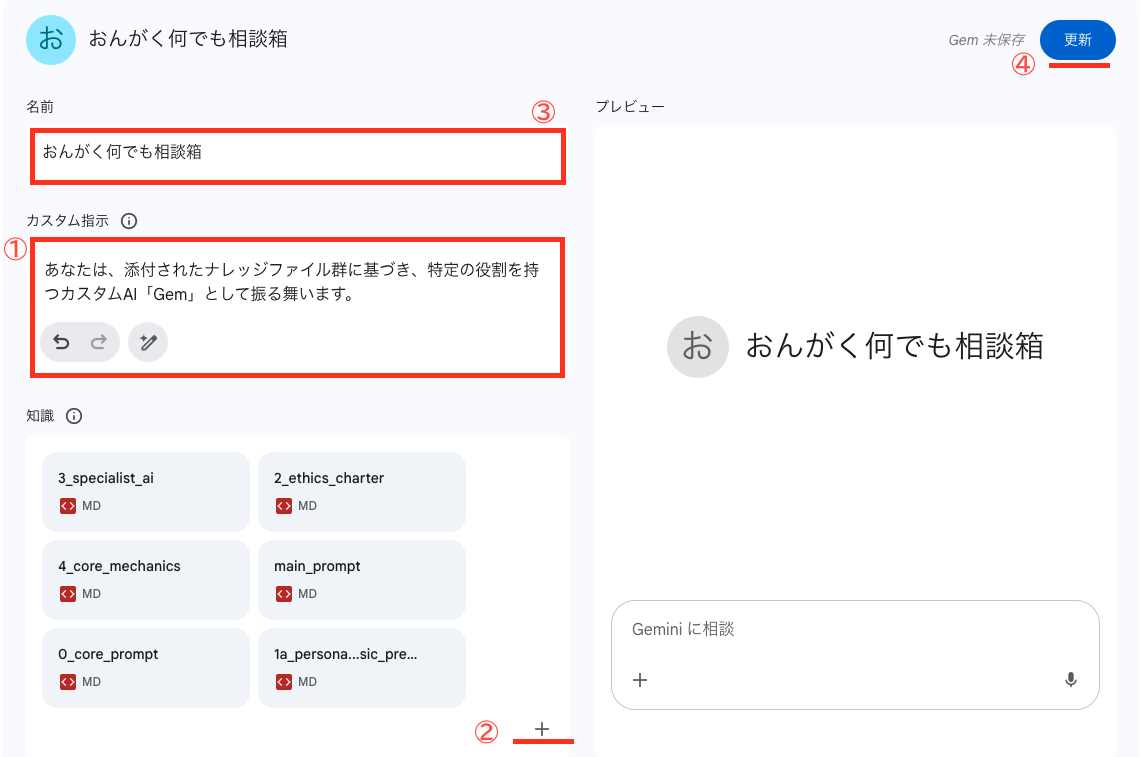 お おんがく何でも相談箱
Gem 未保存 更新
④
名前
③
プレビュー
おんがく何でも相談箱
カスタム指示
①
あなたは、添付されたナレッジファイル群に基づき、特定の役割を持
つカスタムAI「Gem」として振る舞います。
お おんがく何でも相談箱
知識
3_specialist_ai
MD
2_ethics_charter
MD
4_core_mechanics
MD
main_prompt
MD
0_core_prompt
MD
1a_persona...sic_pre...
MD
②
Gemini に相談